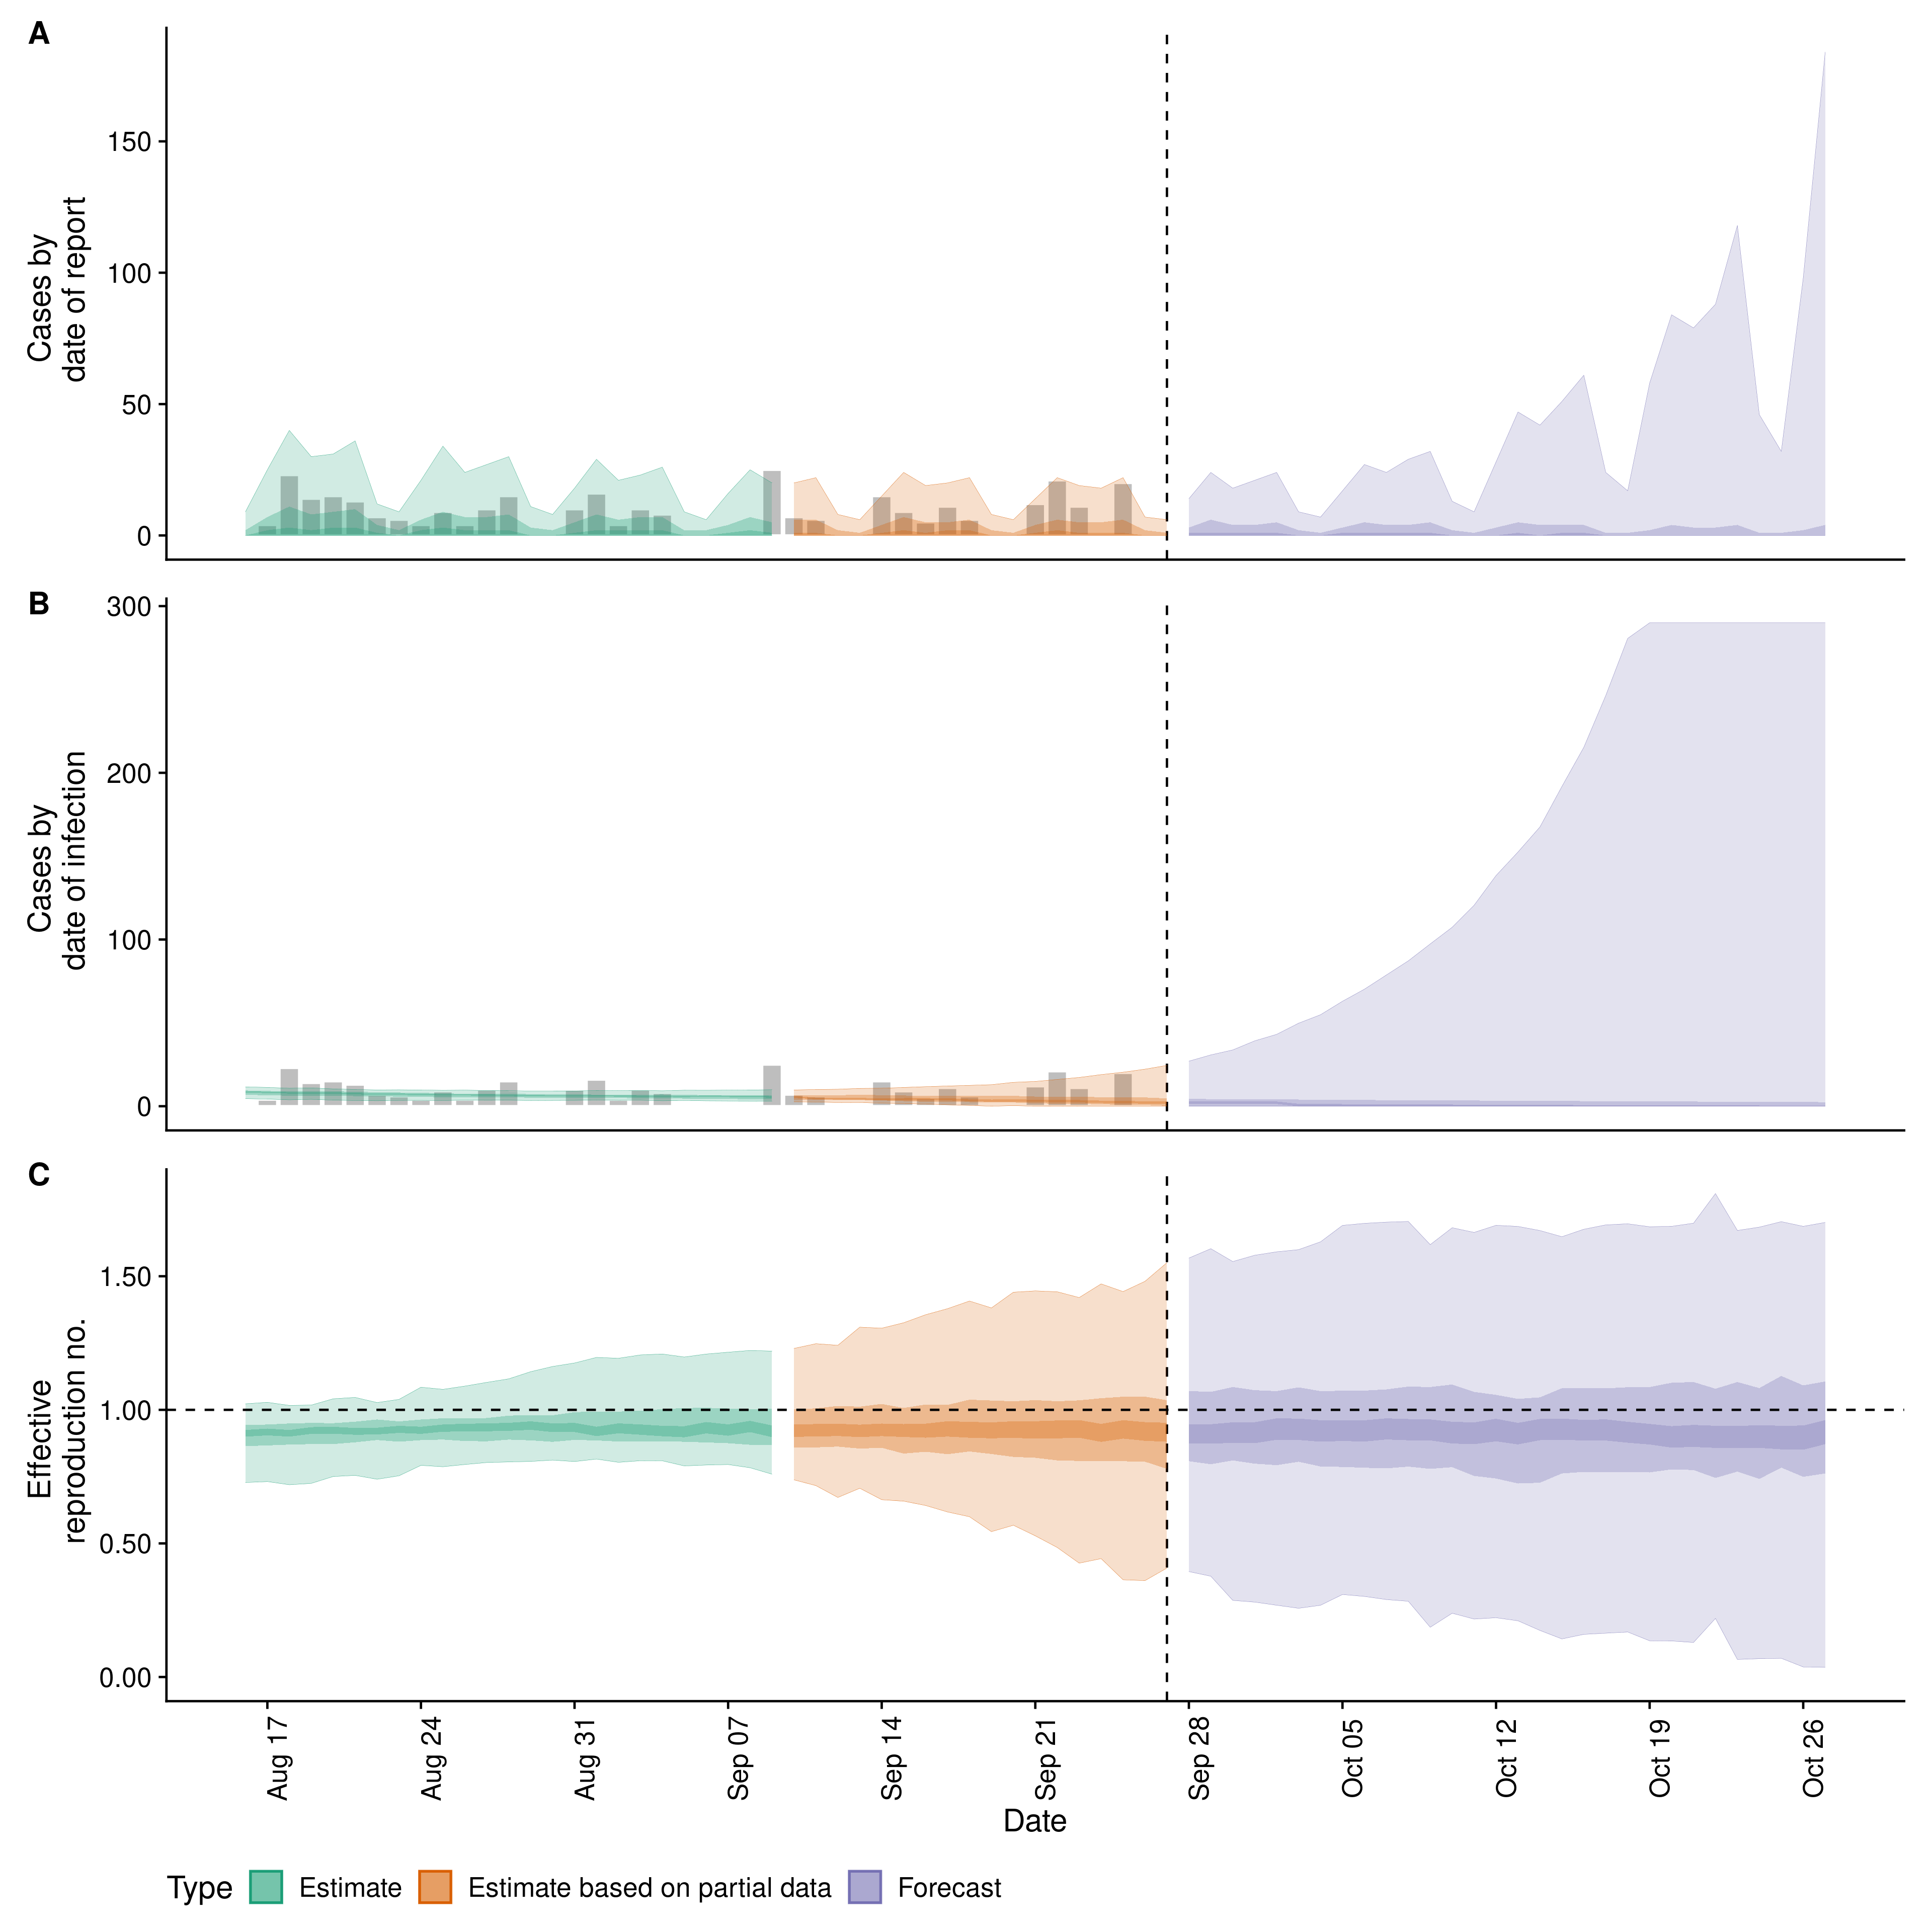 A
Cases by
date of report
150
100
50
0
B
Cases by
date of infection
300
200
100
0
C
Effective
reproduction no.
1.50
1.00
0.50
0.00
Aug 17
Aug 24
Aug 31
Sep 07
Sep 14
Sep 21
Sep 28
Oct 05
Oct 12
Oct 19
Oct 26
Date
Type Estimate Estimate based on partial data Forecast